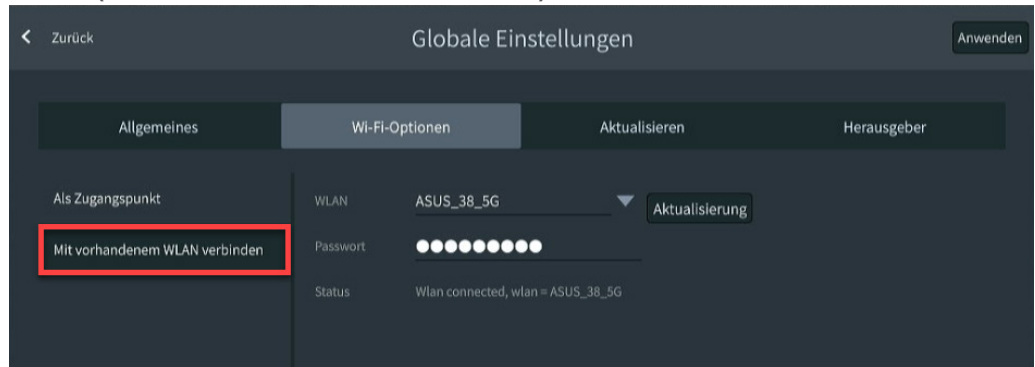 Zurück
Globale Einstellungen
Anwenden
Allgemeines
Wi-Fi-Optionen
Aktualisieren
Herausgeber
Als Zugangspunkt
Mit vorhandenem WLAN verbinden
WLAN
ASUS_38_5G
Aktualisierung
Passwort
Status
Wlan connected, wlan = ASUS_38_5G